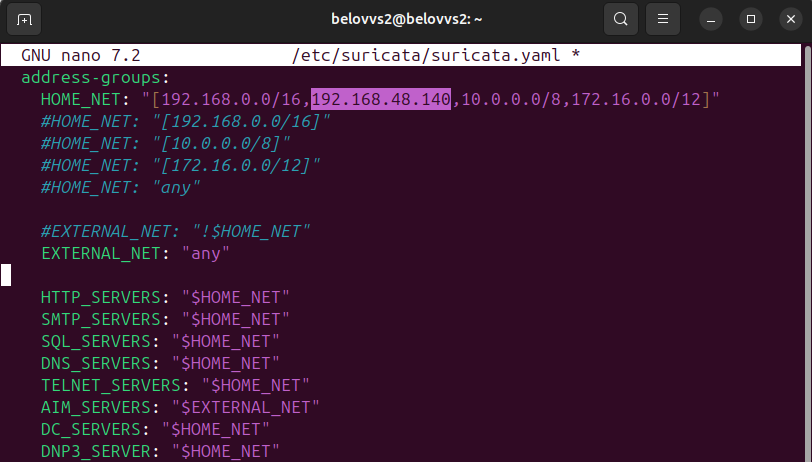 belovvs2@belovvs2: ~
GNU nano 7.2 /etc/suricata/suricata.yaml *
address-groups:
HOME_NET: "[192.168.0.0/16,192.168.48.140,10.0.0.0/8,172.16.0.0/12]"
#HOME_NET: "[192.168.0.0/16]"
#HOME_NET: "[10.0.0.0/8]"
#HOME_NET: "[172.16.0.0/12]"
#HOME_NET: "any"
#EXTERNAL_NET: "!$HOME_NET"
EXTERNAL_NET: "any"
HTTP_SERVERS: "$HOME_NET"
SMTP_SERVERS: "$HOME_NET"
SQL_SERVERS: "$HOME_NET"
DNS_SERVERS: "$HOME_NET"
TELNET_SERVERS: "$HOME_NET"
AIM_SERVERS: "$EXTERNAL_NET"
DC_SERVERS: "$HOME_NET"
DNP3_SERVER: "$HOME_NET"